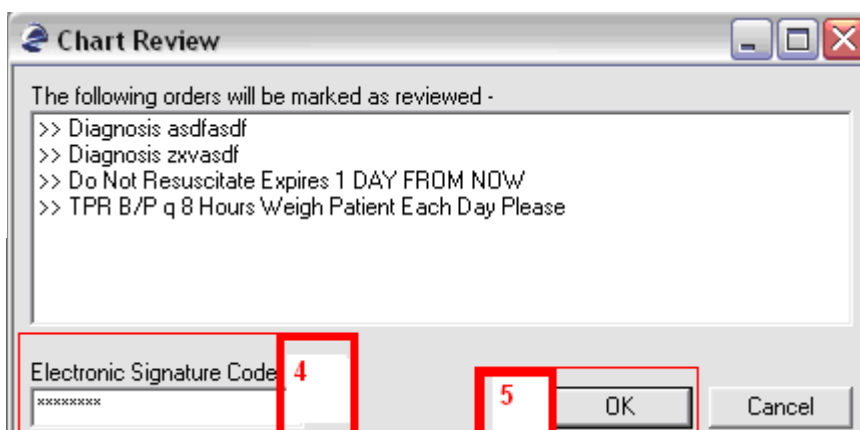 Chart Review
The following orders will be marked as reviewed -
>> Diagnosis asdfasdf
>> Diagnosis zxvasdf
>> Do Not Resuscitate Expires 1 DAY FROM NOW
>> TPR B/P q 8 Hours Weigh Patient Each Day Please
Electronic Signature Code 4
xxxxxxxx 5 OK Cancel